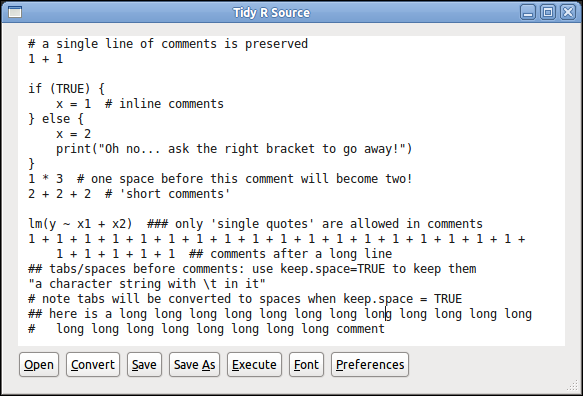 Tidy R Source
# a single line of comments is preserved
1 + 1
if (TRUE) {
    x = 1  # inline comments
} else {
    x = 2
    print("Oh no... ask the right bracket to go away!")
}
1 * 3  # one space before this comment will become two!
2 + 2 + 2  # 'short comments'
lm(y ~ x1 + x2)  ### only 'single quotes' are allowed in comments
1 + 1 + 1 + 1 + 1 + 1 + 1 + 1 + 1 + 1 + 1 + 1 + 1 + 1 + 1 + 1 + 1 + 1 +
    1 + 1 + 1 + 1 + 1  ## comments after a long line
## tabs/spaces before comments: use keep.space=TRUE to keep them
"a character string with \t in it"
# note tabs will be converted to spaces when keep.space = TRUE
## here is a long long long long long long long long long long long long
#   long long long long long long long long long long comment
Open Convert Save Save As Execute Font Preferences